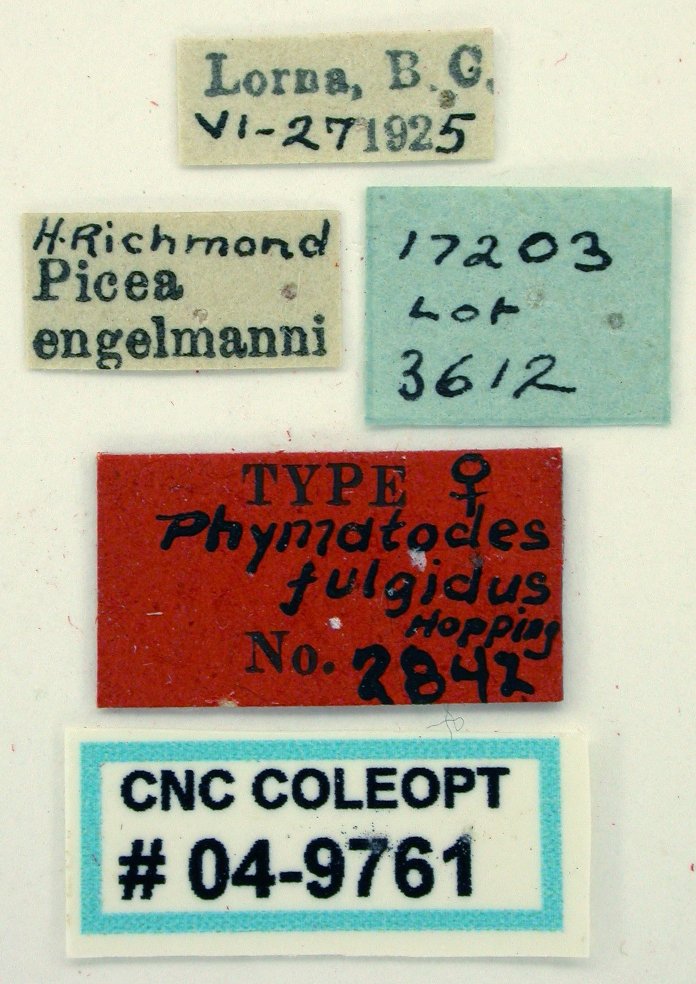 Lorna, B.C.
VI-27 1925
H. Richmond
Picea
engelmanni
17203
Lot
3612
TYPE ♀
Phymatodes
fulgidus
Hopping
No. 2842
CNC COLEOPT
# 04-9761